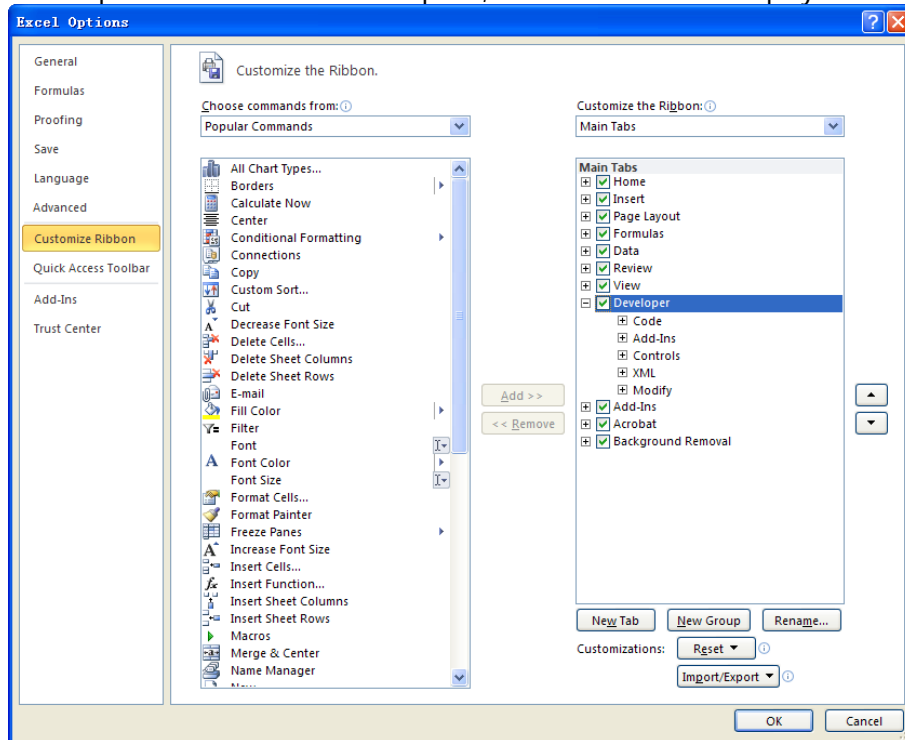 Excel Options
General
Formulas
Proofing
Save
Language
Advanced
Customize Ribbon
Quick Access Toolbar
Add-Ins
Trust Center
Customize the Ribbon.
Choose commands from:
Popular Commands
All Chart Types...
Borders
Calculate Now
Center
Conditional Formatting
Connections
Copy
Custom Sort...
Cut
Decrease Font Size
Delete Cells...
Delete Sheet Columns
Delete Sheet Rows
E-mail
Fill Color
Filter
Font
Font Color
Font Size
Format Cells...
Format Painter
Freeze Panes
Increase Font Size
Insert Cells...
Insert Function...
Insert Sheet Columns
Insert Sheet Rows
Macros
Merge & Center
Name Manager
Add >>
<< Remove
Customize the Ribbon:
Main Tabs
Main Tabs
Home
Insert
Page Layout
Formulas
Data
Review
View
Developer
Code
Add-Ins
Controls
XML
Modify
Add-Ins
Acrobat
Background Removal
New Tab
New Group
Rename...
Customizations:
Reset
Import/Export
OK
Cancel